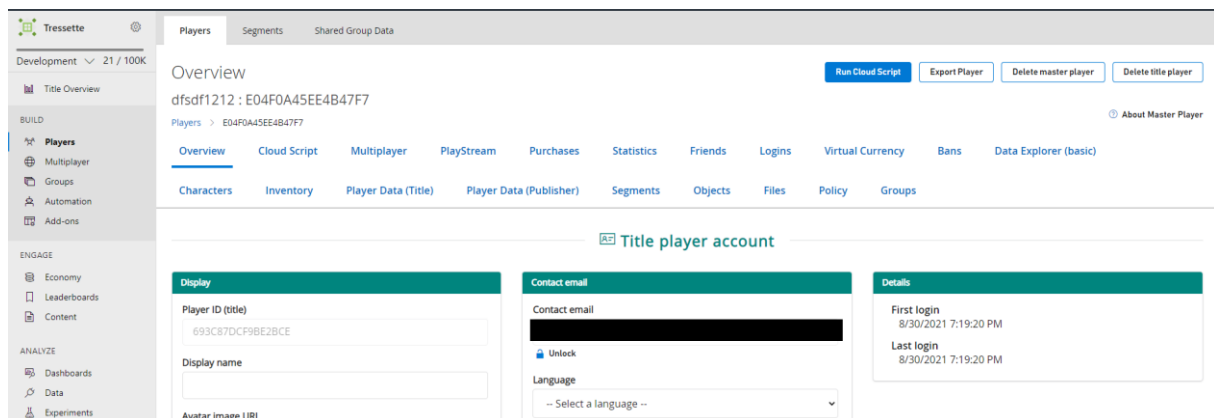 Tressette
Development 21 / 100K
Title Overview
BUILD
Players
Multiplayer
Groups
Automation
Add-ons
ENGAGE
Economy
Leaderboards
Content
ANALYZE
Dashboards
Data
Experiments
Players Segments Shared Group Data
Overview
Run Cloud Script Export Player Delete master player Delete title player
dfsdf1212 : E04F0A45EE4B47F7
Players > E04F0A45EE4B47F7
About Master Player
Overview Cloud Script Multiplayer PlayStream Purchases Statistics Friends Logins Virtual Currency Bans Data Explorer (basic)
Characters Inventory Player Data (Title) Player Data (Publisher) Segments Objects Files Policy Groups
Title player account
Display
Player ID (title)
693C87DCF9BE2BCE
Display name
Avatar image URL
Contact email
Contact email
Unlock
Language
-- Select a language --
Details
First login
8/30/2021 7:19:20 PM
Last login
8/30/2021 7:19:20 PM